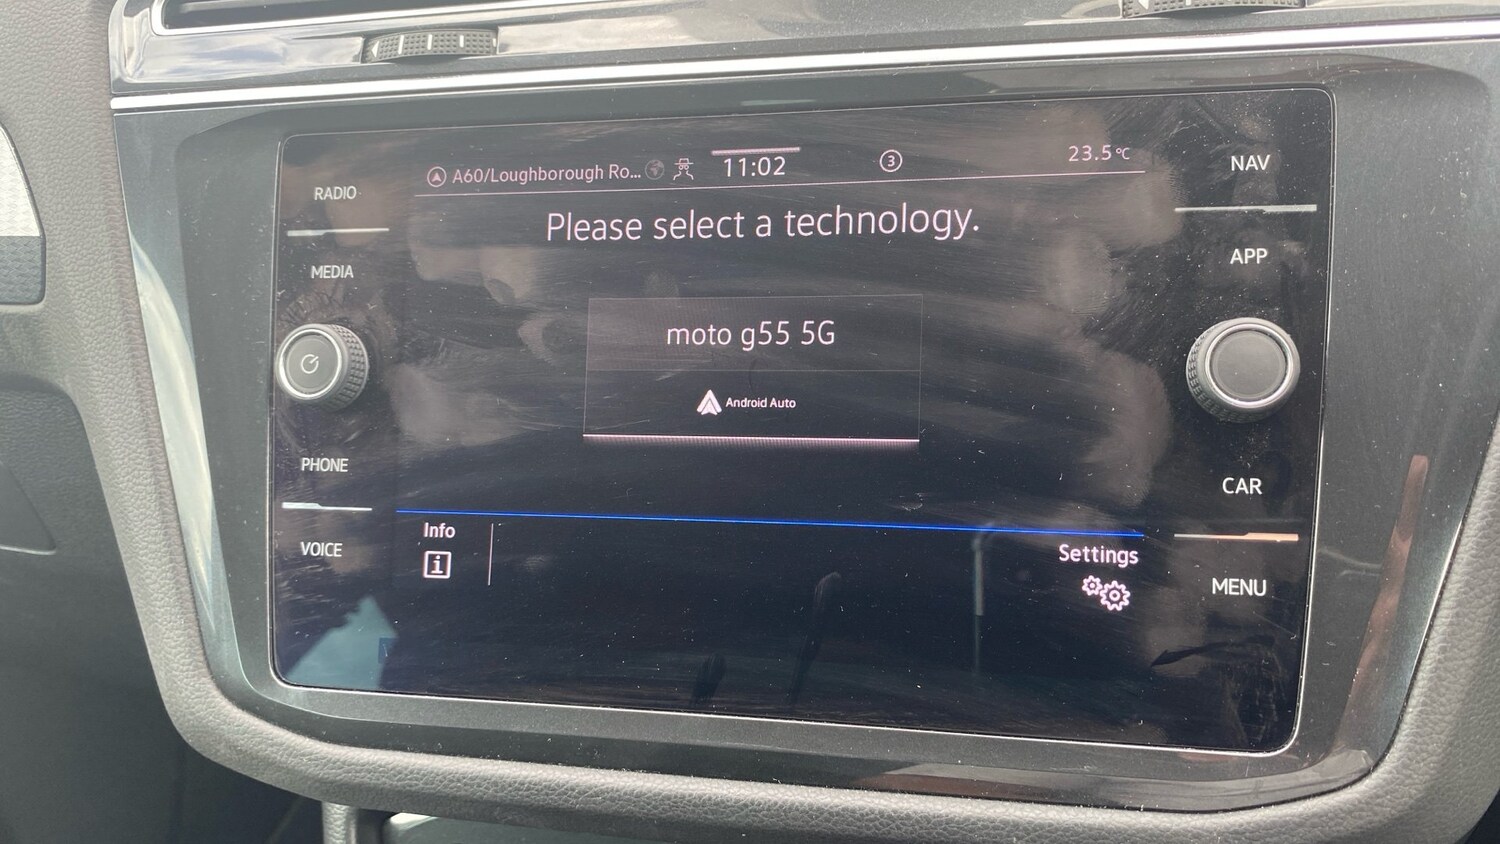 A60/Loughborough Ro... 11:02 3 23.5°C
RADIO
MEDIA
PHONE
VOICE
Please select a technology.
moto g55 5G
Android Auto
Info
i
Settings
NAV
APP
CAR
MENU